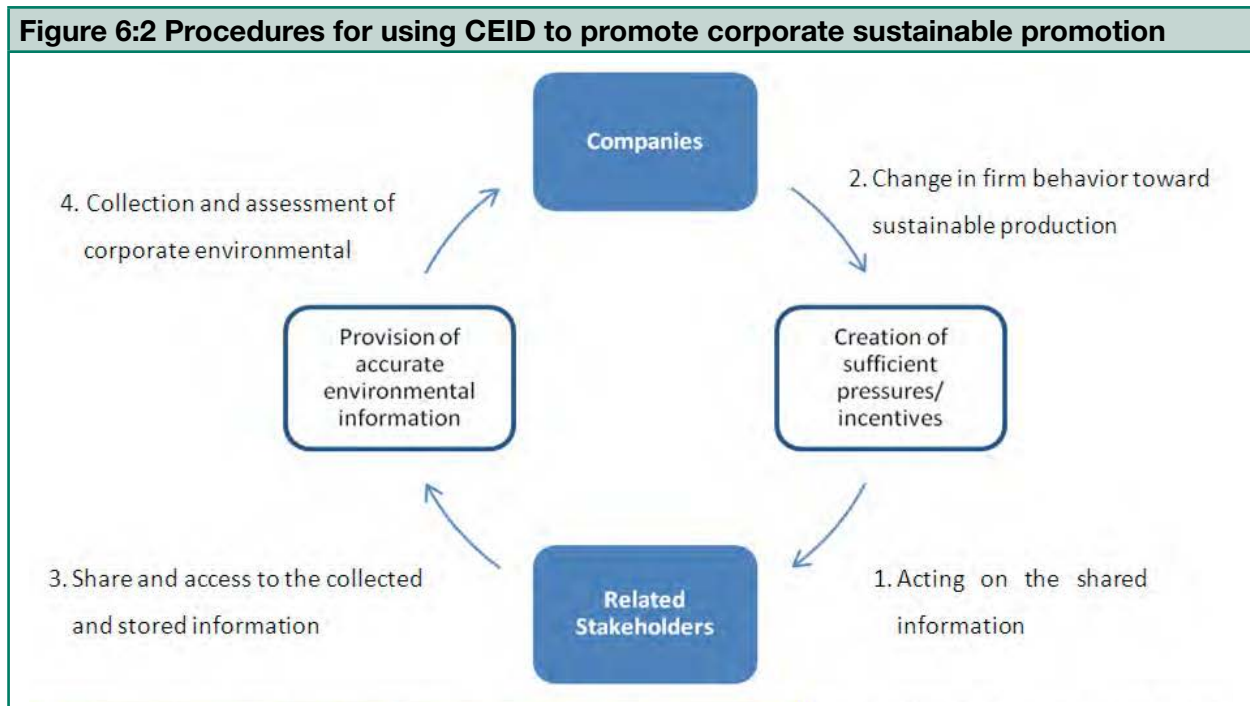 Figure 6:2 Procedures for using CEID to promote corporate sustainable promotion
Companies
4. Collection and assessment of
corporate environmental
2. Change in firm behavior toward
sustainable production
Provision of
accurate
environmental
information
Creation of
sufficient
pressures/
incentives
3. Share and access to the collected
and stored information
Related
Stakeholders
1. Acting on the shared
information